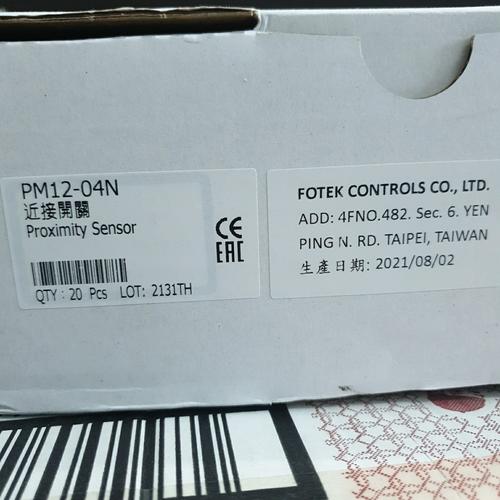 PM12-04N
近接開關
Proximity Sensor
CE
EAC
QTY : 20 Pcs LOT: 2131TH
FOTEK CONTROLS CO., LTD.
ADD: 4FNO.482. Sec. 6. YEN
PING N. RD. TAIPEI, TAIWAN
生產日期: 2021/08/02